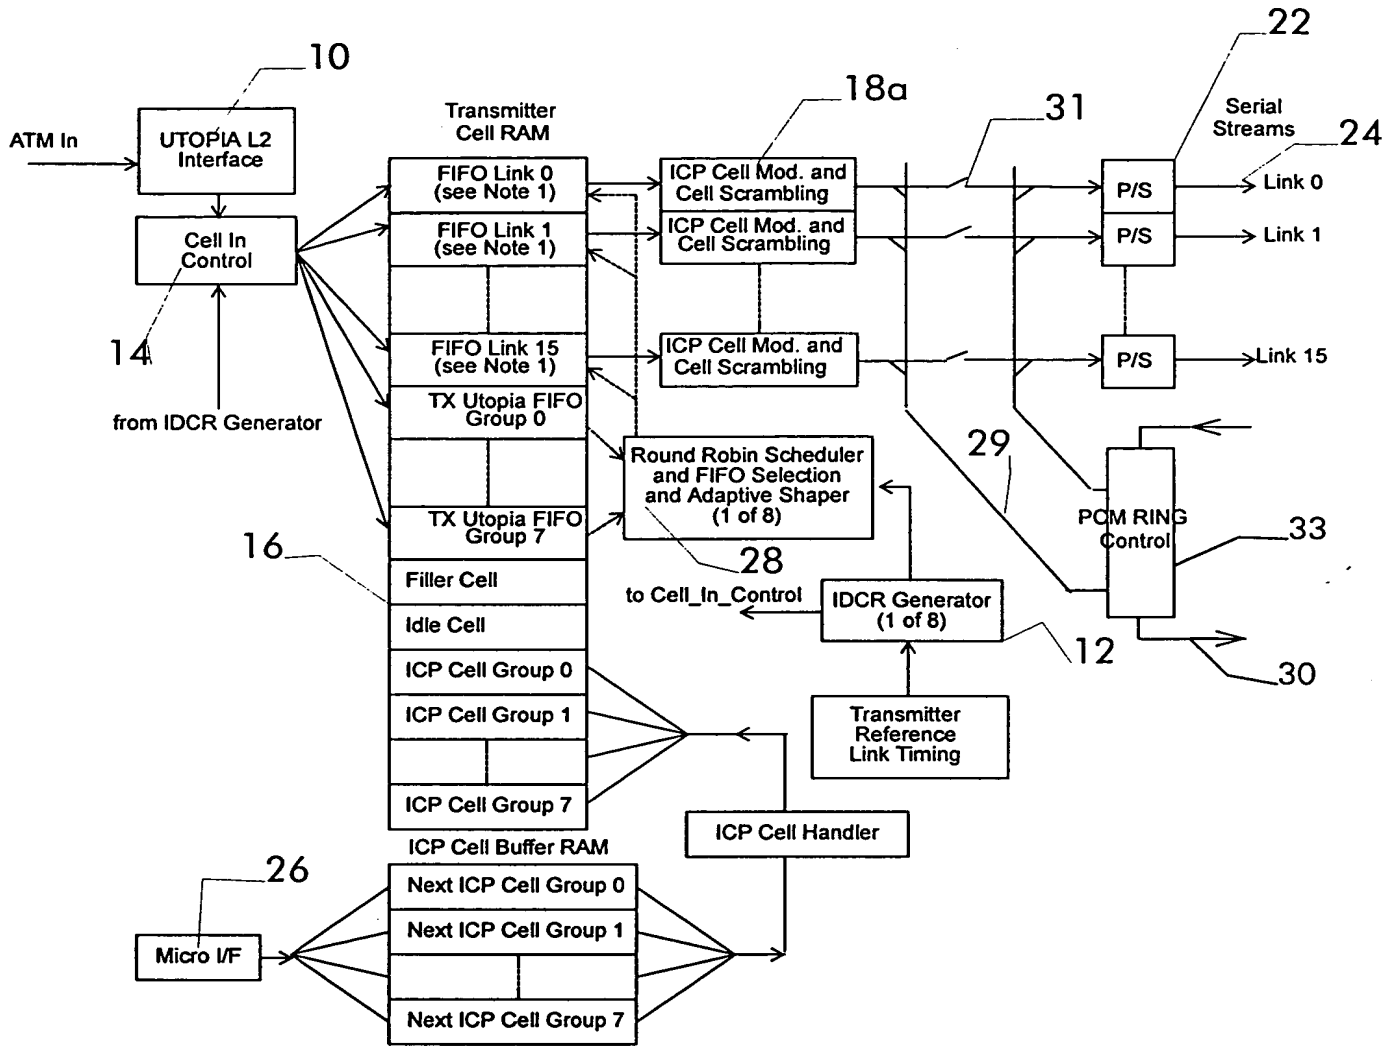 10
22
ATM In
UTOPIA L2
Interface
Transmitter
Cell RAM
18a
31
Serial
Streams
24
FIFO Link 0
(see Note 1)
ICP Cell Mod. and
Cell Scrambling
P/S
Link 0
Cell In
Control
FIFO Link 1
(see Note 1)
ICP Cell Mod. and
Cell Scrambling
P/S
Link 1
14
FIFO Link 15
(see Note 1)
ICP Cell Mod. and
Cell Scrambling
P/S
Link 15
from IDCR Generator
TX Utopia FIFO
Group 0
Round Robin Scheduler
and FIFO Selection
and Adaptive Shaper
(1 of 8)
29
TX Utopia FIFO
Group 7
PCM RING
Control
16
28
33
Filler Cell
to Cell_In_Control
IDCR Generator
(1 of 8)
Idle Cell
12
30
ICP Cell Group 0
ICP Cell Group 1
Transmitter
Reference
Link Timing
ICP Cell Group 7
ICP Cell Handler
ICP Cell Buffer RAM
26
Next ICP Cell Group 0
Next ICP Cell Group 1
Micro I/F
Next ICP Cell Group 7